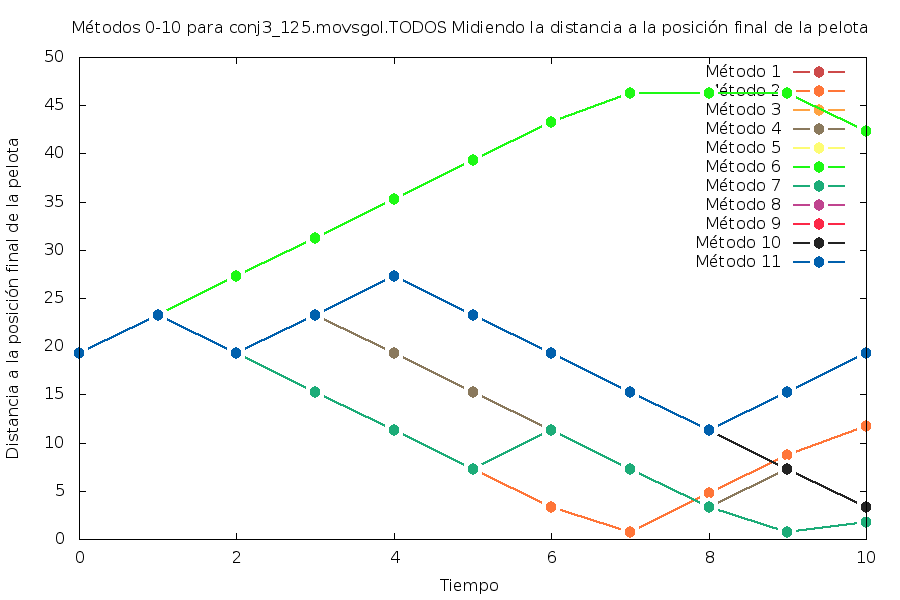 Métodos 0-10 para conj3_125.movsgol.TODOS Midiendo la distancia a la posición final de la pelota
50
45
40
35
30
25
20
15
10
5
0
Distancia a la posición final de la pelota
Método 1
Método 2
Método 3
Método 4
Método 5
Método 6
Método 7
Método 8
Método 9
Método 10
Método 11
0 2 4 6 8 10
Tiempo